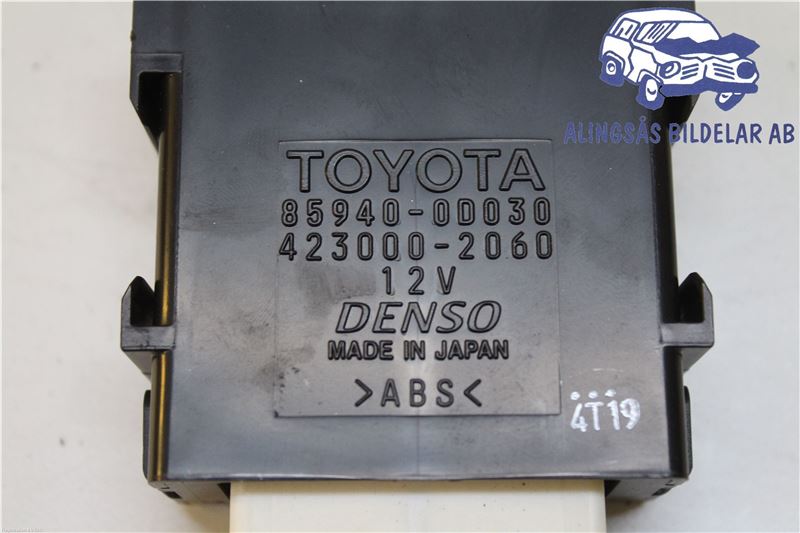 ALINGSÅS BILDELAR AB
TOYOTA
85940-0D030
423000-2060
12V
DENSO
MADE IN JAPAN
>ABS<
4T19